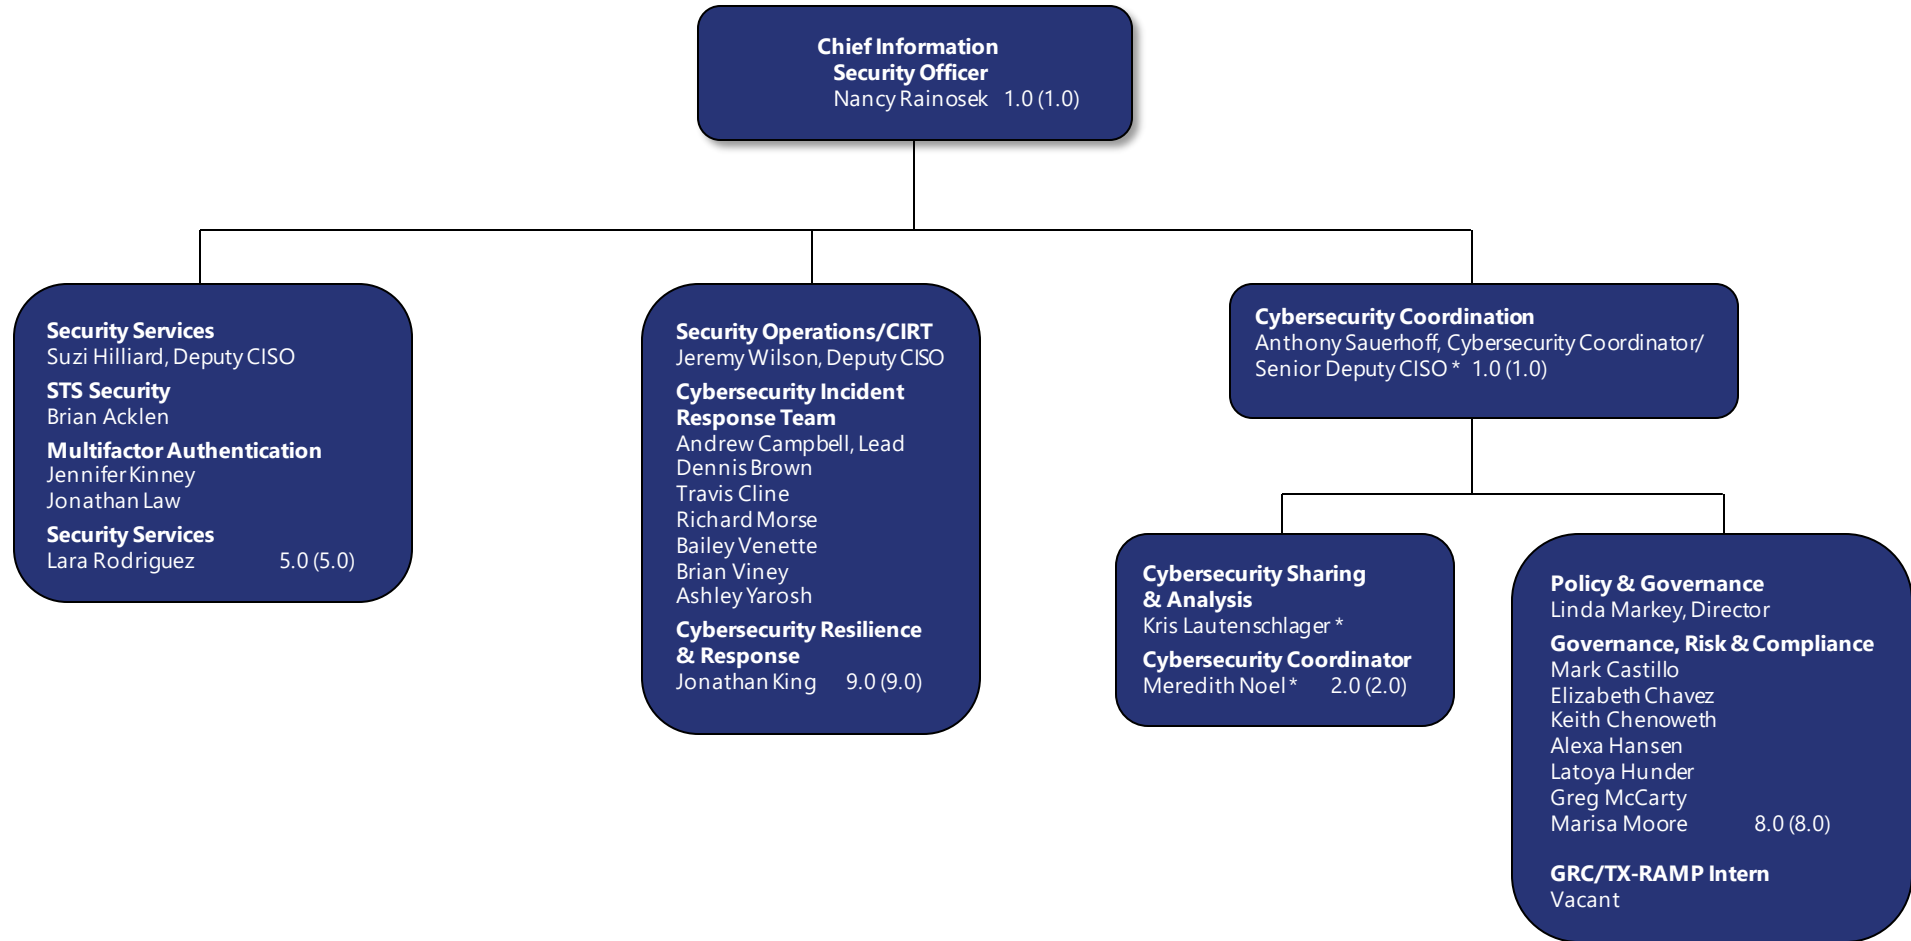 Chief Information
Security Officer
Nancy Rainosek 1.0 (1.0)
Security Services
Suzi Hilliard, Deputy CISO
STS Security
Brian Acklen
Multifactor Authentication
Jennifer Kinney
Jonathan Law
Security Services
Lara Rodriguez 5.0 (5.0)
Security Operations/CIRT
Jeremy Wilson, Deputy CISO
Cybersecurity Incident
Response Team
Andrew Campbell, Lead
Dennis Brown
Travis Cline
Richard Morse
Bailey Venette
Brian Viney
Ashley Yarosh
Cybersecurity Resilience
& Response
Jonathan King 9.0 (9.0)
Cybersecurity Coordination
Anthony Sauerhoff, Cybersecurity Coordinator/
Senior Deputy CISO * 1.0 (1.0)
Cybersecurity Sharing
& Analysis
Kris Lautenschlager *
Cybersecurity Coordinator
Meredith Noel * 2.0 (2.0)
Policy & Governance
Linda Markey, Director
Governance, Risk & Compliance
Mark Castillo
Elizabeth Chavez
Keith Chenoweth
Alexa Hansen
Latoya Hunder
Greg McCarty
Marisa Moore 8.0 (8.0)
GRC/TX-RAMP Intern
Vacant